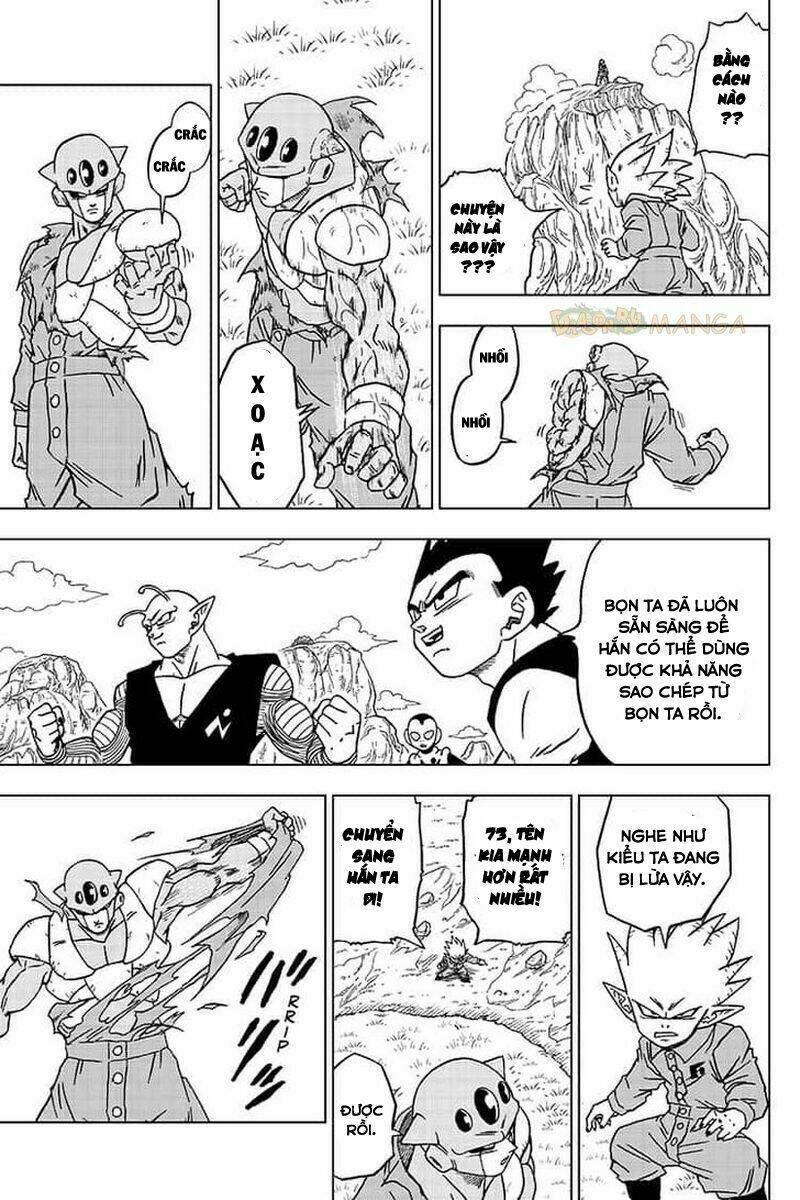 BẰNG
CÁCH
NÀO
??
CHUYỆN
NÀY LÀ
SAO VẬY
???
CRẮC
CRẮC
XOẠC
NHỒI
NHỒI
MANGA
BỌN TA ĐÃ LUÔN
SẴN SÀNG ĐỂ
HẮN CÓ THỂ DÙNG
ĐƯỢC KHẢ NĂNG
SAO CHÉP TỪ
BỌN TA RỒI.
NGHE NHƯ
KIỂU TA ĐANG
BỊ LỪA VẬY.
73, TÊN
KIA MẠNH
HƠN RẤT
NHIỀU!
CHUYỂN
SANG
HẮN TA
ĐI!
ĐƯỢC
RỒI.
RRIP